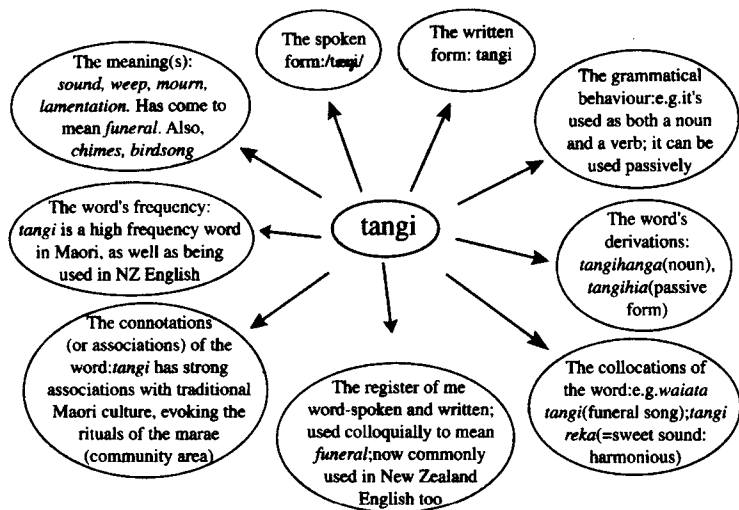 The spoken
form:/tæŋi/
The written
form: tangi
The meaning(s):
sound, weep, mourn,
lamentation. Has come to
mean funeral. Also,
chimes, birdsong
The grammatical
behaviour:e.g.it's
used as both a noun
and a verb; it can be
used passively
The word's frequency:
tangi is a high frequency word
in Maori, as well as being
used in NZ English
tangi
The word's
derivations:
tangihanga(noun),
tangihia(passive
form)
The connotations
(or associations) of the
word:tangi has strong
associations with traditional
Maori culture, evoking the
rituals of the marae
(community area)
The register of me
word-spoken and written;
used colloquially to mean
funeral;now commonly
used in New Zealand
English too
The collocations of
the word:e.g.waiata
tangi(funeral song);tangi
reka(=sweet sound:
harmonious)